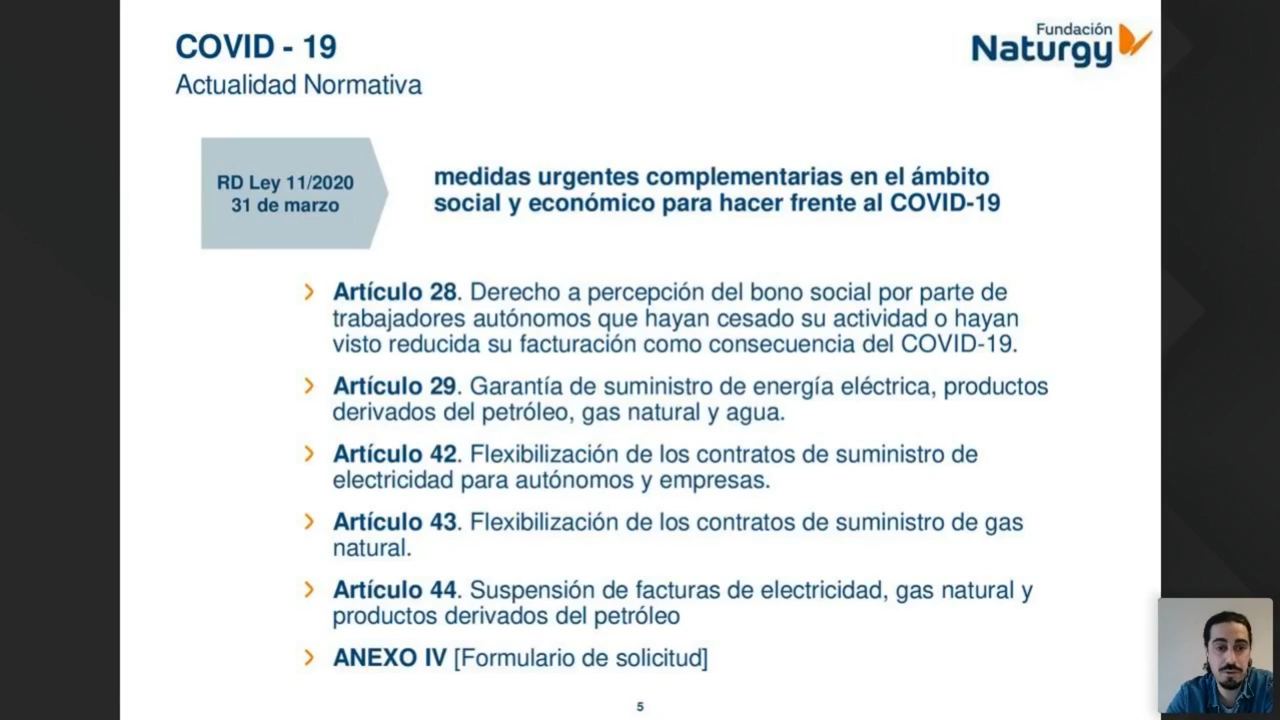 COVID - 19
Actualidad Normativa
Fundación
Naturgy
RD Ley 11/2020
31 de marzo
medidas urgentes complementarias en el ámbito
social y económico para hacer frente al COVID-19
Artículo 28. Derecho a percepción del bono social por parte de
trabajadores autónomos que hayan cesado su actividad o hayan
visto reducida su facturación como consecuencia del COVID-19.
Artículo 29. Garantía de suministro de energía eléctrica, productos
derivados del petróleo, gas natural y agua.
Artículo 42. Flexibilización de los contratos de suministro de
electricidad para autónomos y empresas.
Artículo 43. Flexibilización de los contratos de suministro de gas
natural.
Artículo 44. Suspensión de facturas de electricidad, gas natural y
productos derivados del petróleo
ANEXO IV [Formulario de solicitud]
5